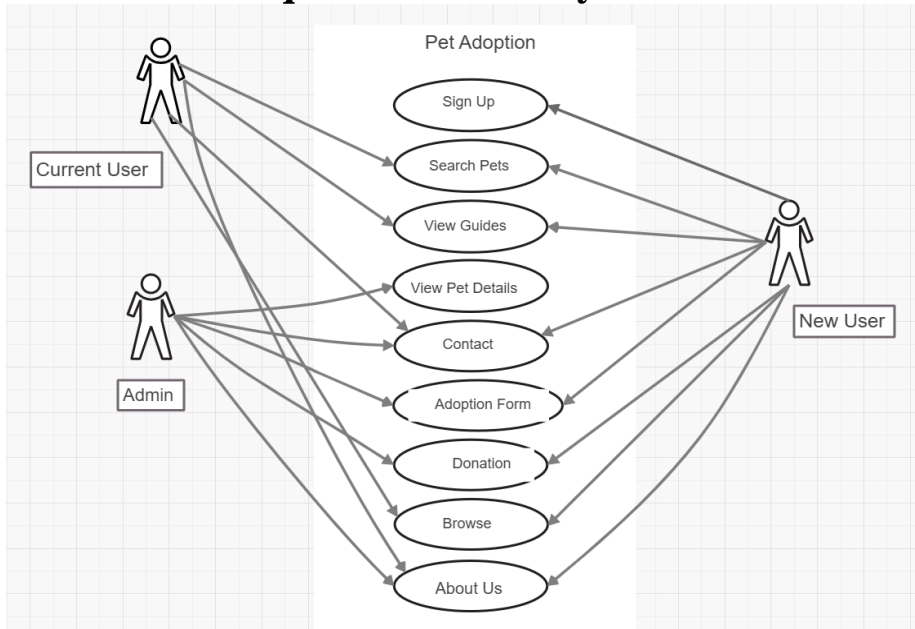 Pet Adoption
Sign Up
Search Pets
Current User
View Guides
View Pet Details
Contact
New User
Admin
Adoption Form
Donation
Browse
About Us